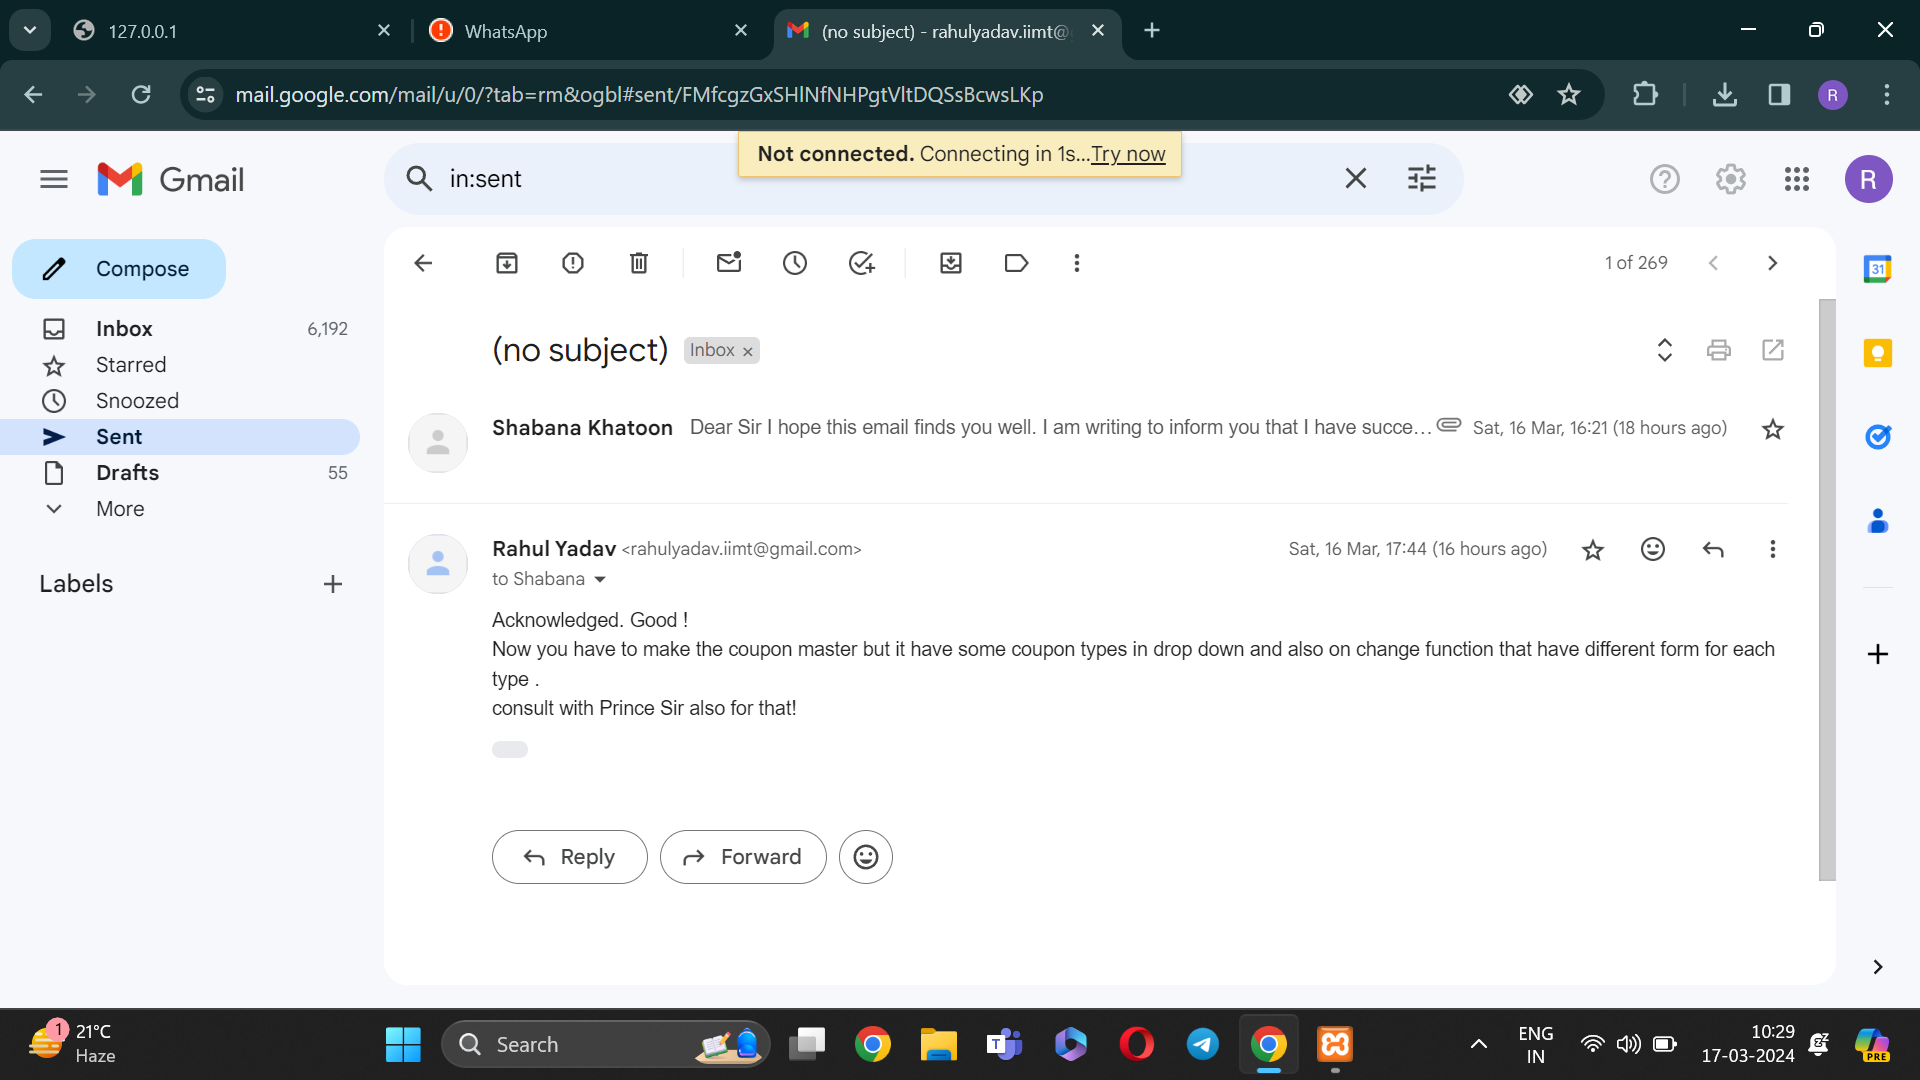 127.0.0.1
WhatsApp
(no subject) - rahulyadav.iimt@
mail.google.com/mail/u/0/?tab=rm&ogbl#sent/FMfcgzGxSHlNfNHPgtVltDQSsBcwsLKp
R
Not connected. Connecting in 1s...Try now
Gmail
in:sent
R
Compose
1 of 269
31
Inbox 6,192
Starred
Snoozed
Sent
Drafts 55
More
Labels
(no subject) Inbox
Shabana Khatoon Dear Sir I hope this email finds you well. I am writing to inform you that I have succe... Sat, 16 Mar, 16:21 (18 hours ago)
Rahul Yadav <rahulyadav.iimt@gmail.com> Sat, 16 Mar, 17:44 (16 hours ago)
to Shabana
Acknowledged. Good !
Now you have to make the coupon master but it have some coupon types in drop down and also on change function that have different form for each
type .
consult with Prince Sir also for that!
Reply Forward
1 21°C
Haze
Search
T
ENG
IN
10:29
17-03-2024
PRE